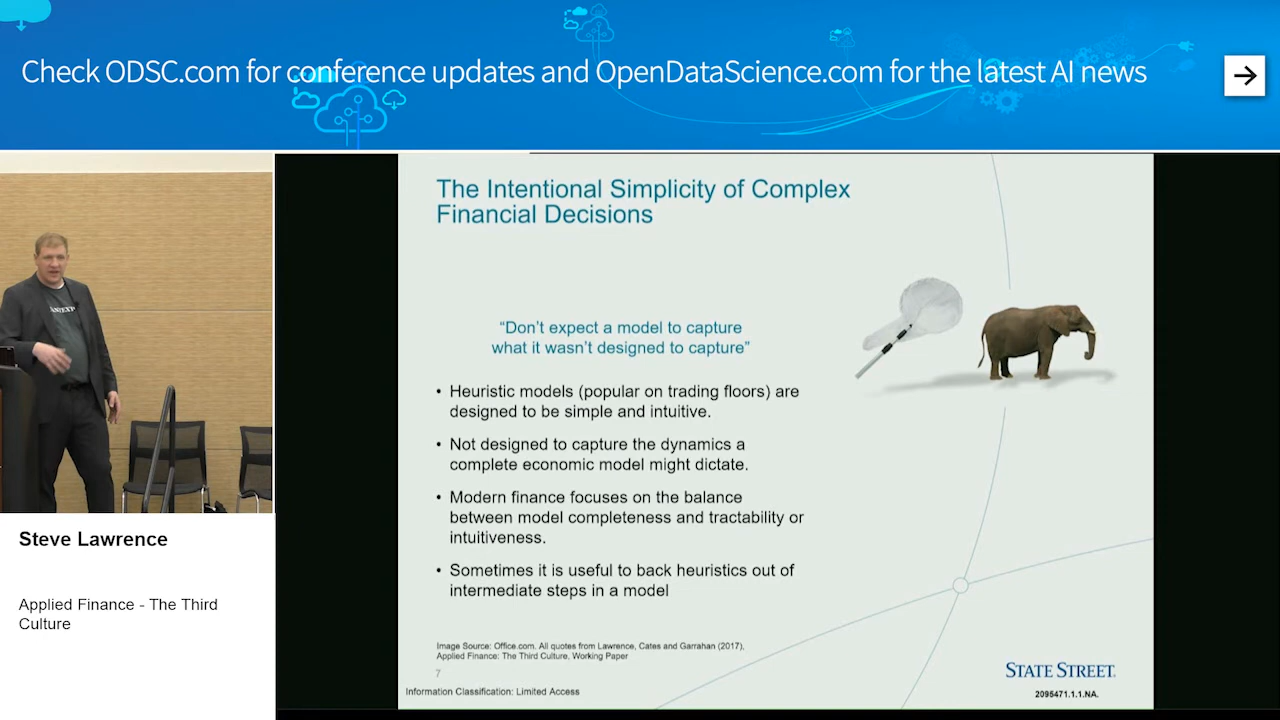 Check ODSC.com for conference updates and OpenDataScience.com for the latest AI news
The Intentional Simplicity of Complex
Financial Decisions
“Don’t expect a model to capture
what it wasn’t designed to capture”
• Heuristic models (popular on trading floors) are
designed to be simple and intuitive.
• Not designed to capture the dynamics a
complete economic model might dictate.
• Modern finance focuses on the balance
between model completeness and tractability or
intuitiveness.
• Sometimes it is useful to back heuristics out of
intermediate steps in a model
Image Source: Office.com. All quotes from Lawrence, Cates and Garrahan (2017),
Applied Finance: The Third Culture, Working Paper
7
Information Classification: Limited Access
STATE STREET.
2095471.1.1.NA.
Steve Lawrence
Applied Finance - The Third
Culture